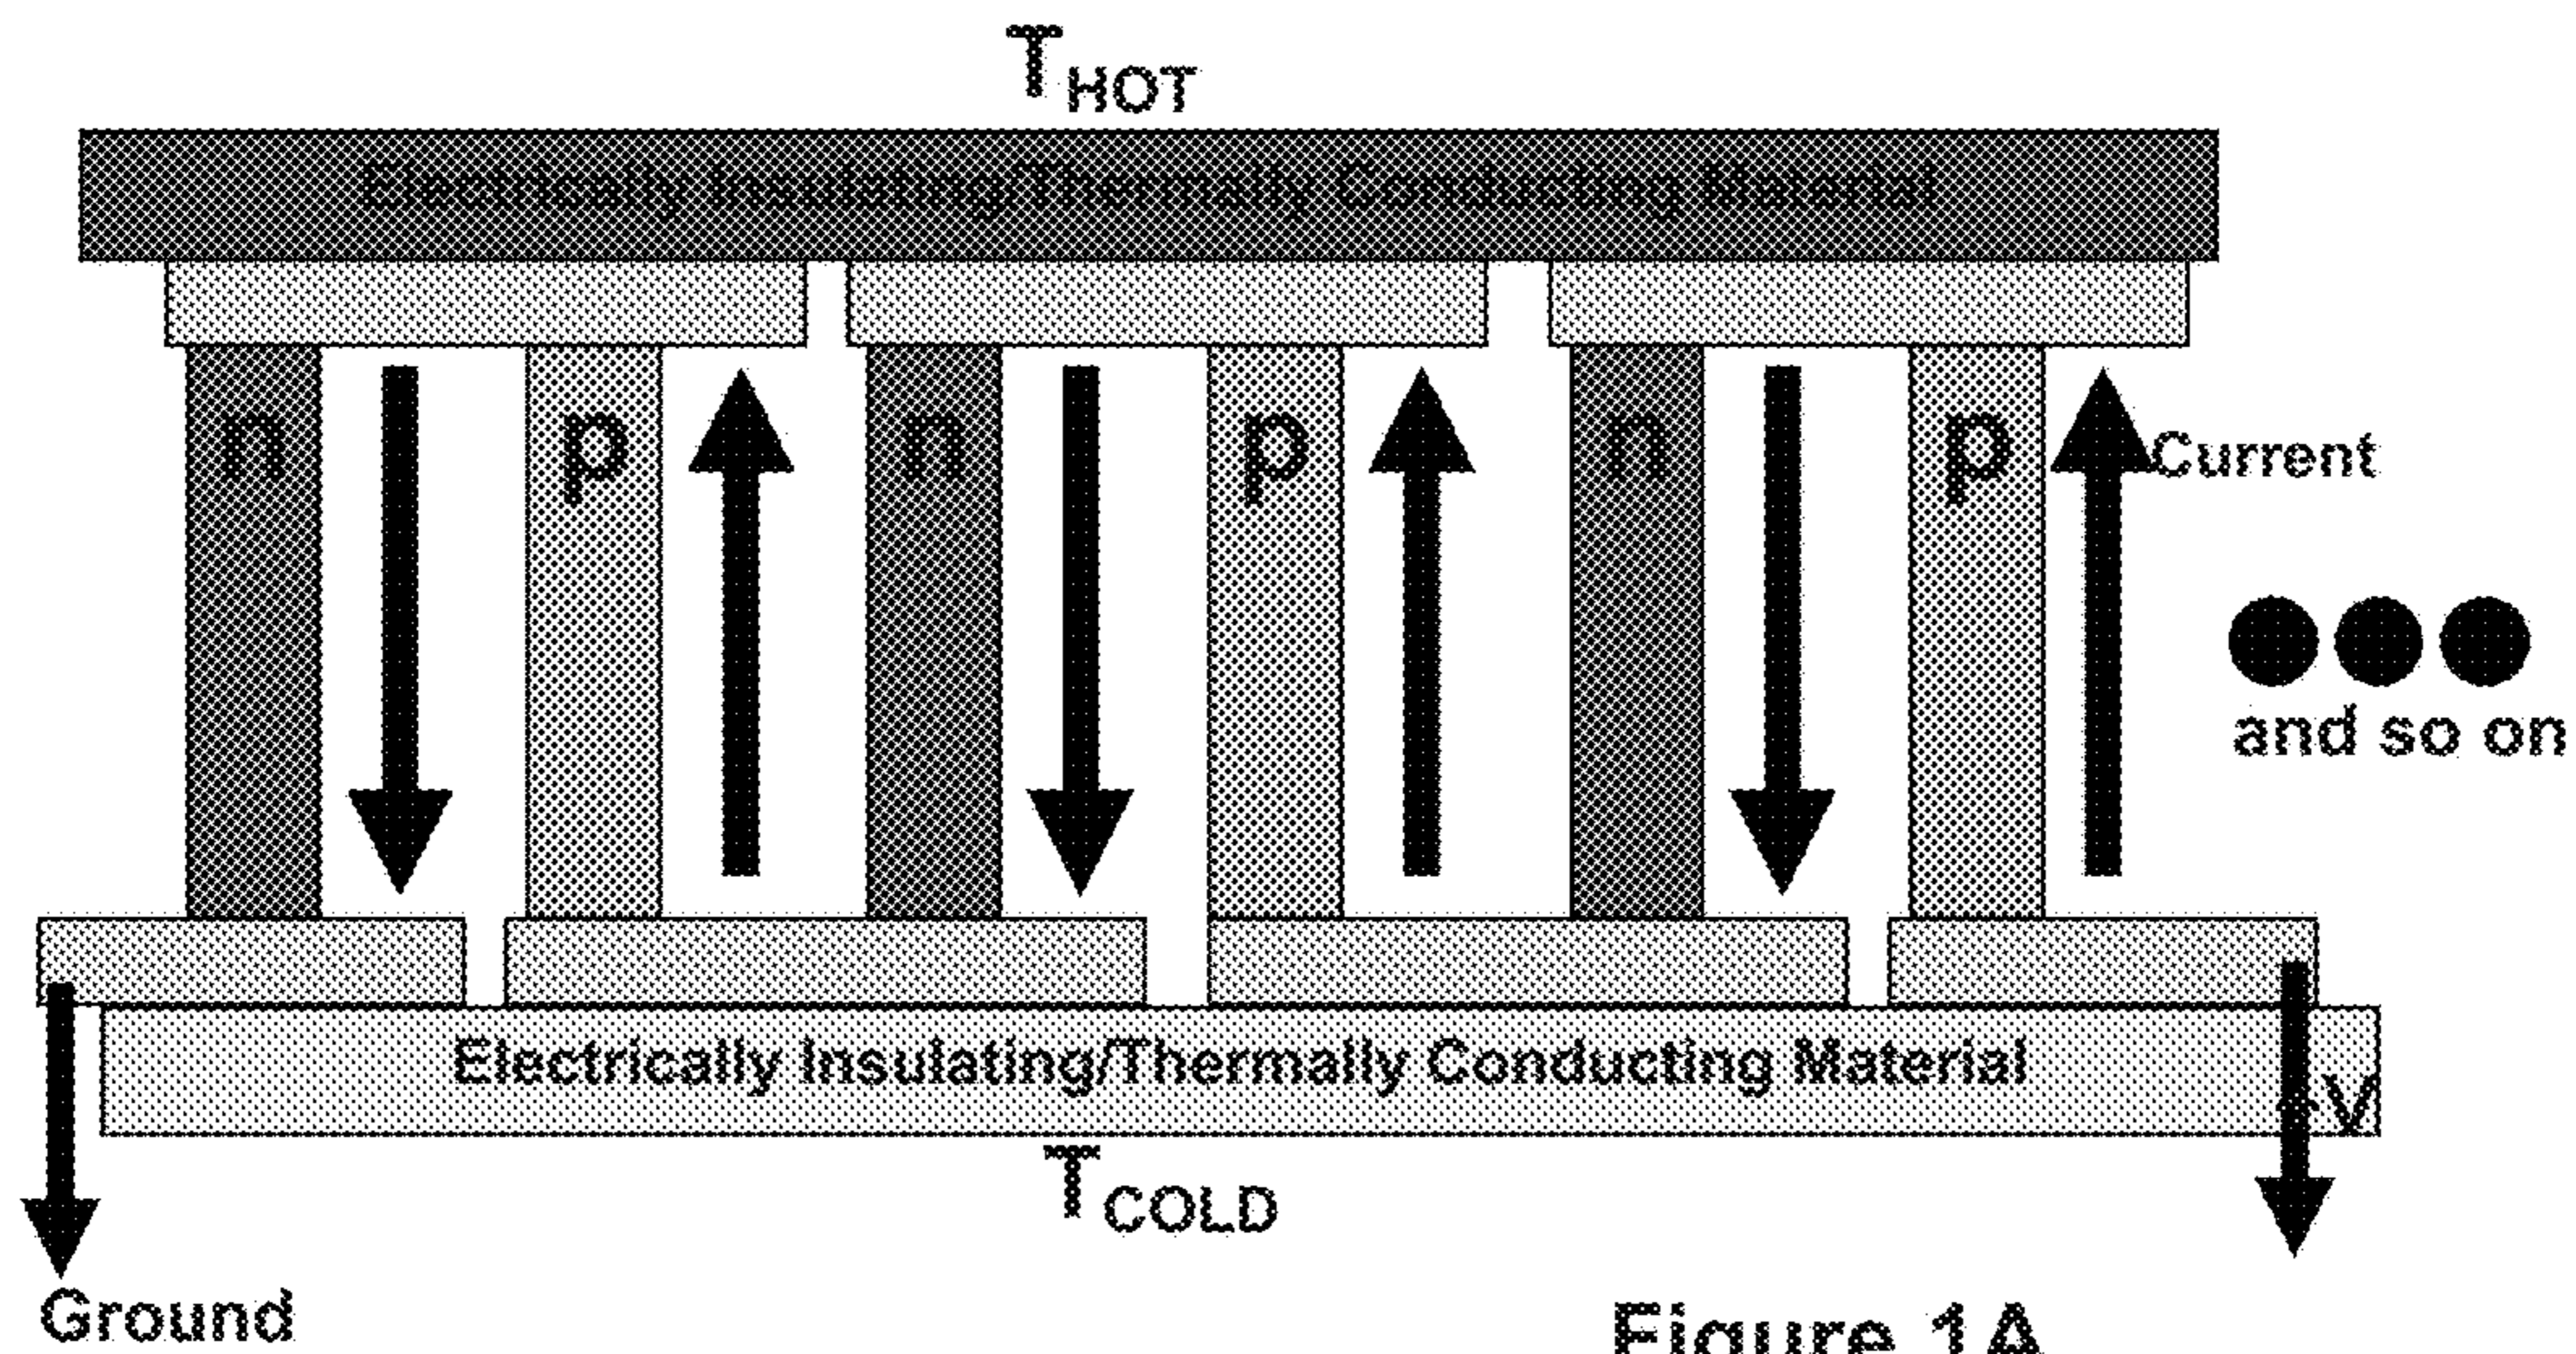 THOT
Electrically Insulating/Thermally Conducting Material
n p n p n p
Current
and so on
Electrically Insulating/Thermally Conducting Material
+V
TCOLD
Ground
Figure 1A